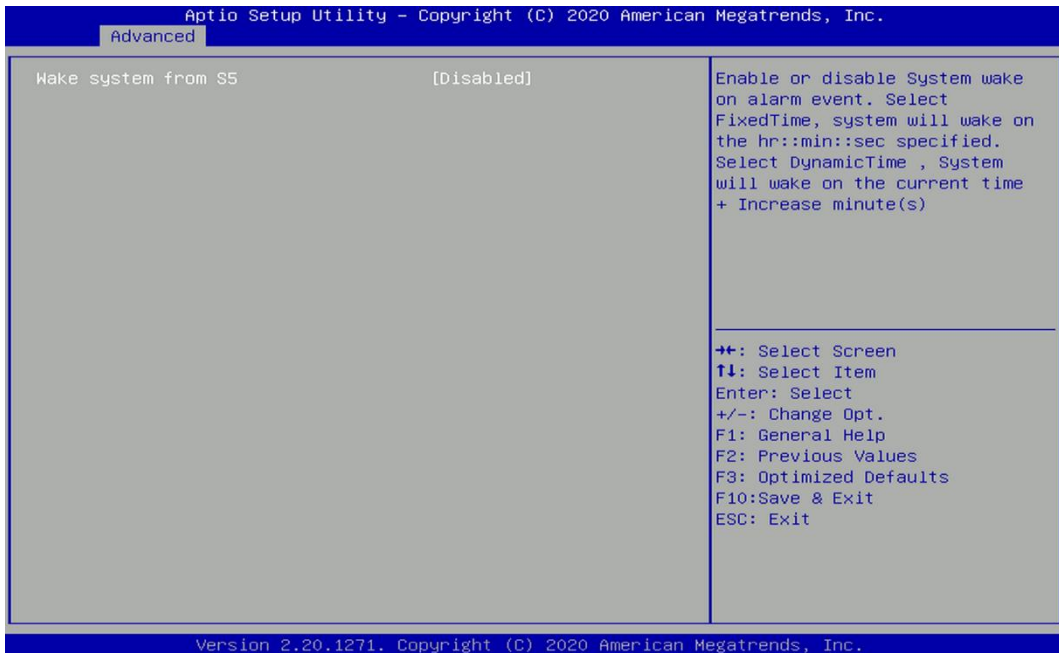 Aptio Setup Utility – Copyright (C) 2020 American Megatrends, Inc.
Advanced
Wake system from S5 [Disabled]
Enable or disable System wake
on alarm event. Select
FixedTime, system will wake on
the hr::min::sec specified.
Select DynamicTime , System
will wake on the current time
+ Increase minute(s)
→←: Select Screen
↑↓: Select Item
Enter: Select
+/-: Change Opt.
F1: General Help
F2: Previous Values
F3: Optimized Defaults
F10:Save & Exit
ESC: Exit
Version 2.20.1271. Copyright (C) 2020 American Megatrends, Inc.